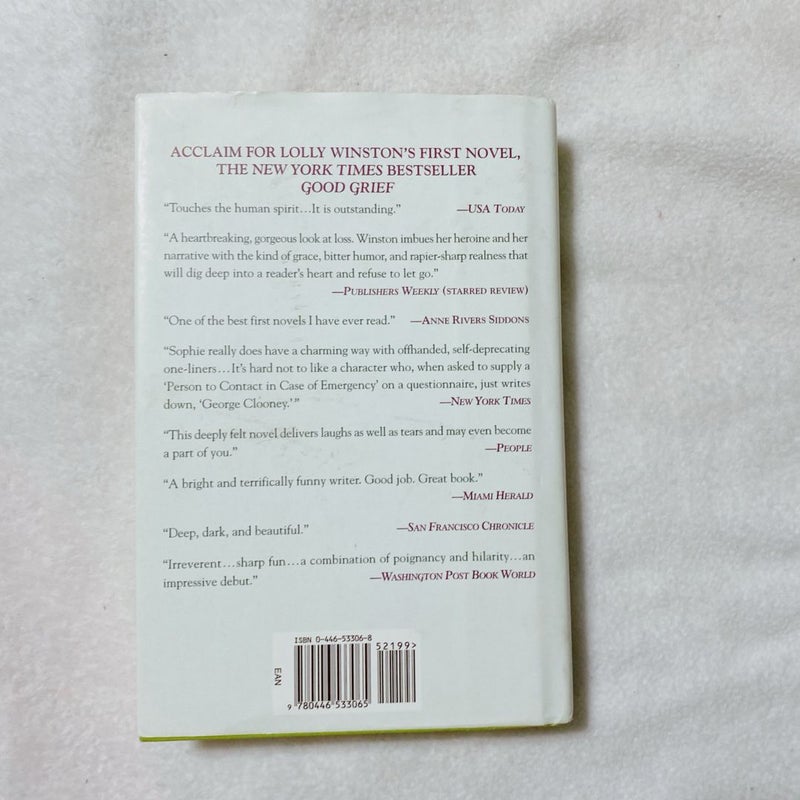 ACCLAIM FOR LOLLY WINSTON'S FIRST NOVEL,
THE NEW YORK TIMES BESTSELLER
GOOD GRIEF
“Touches the human spirit…It is outstanding.” —USA TODAY
“A heartbreaking, gorgeous look at loss. Winston imbues her heroine and her
narrative with the kind of grace, bitter humor, and rapier-sharp realness that
will dig deep into a reader's heart and refuse to let go.”
—PUBLISHERS WEEKLY (STARRED REVIEW)
“One of the best first novels I have ever read.” —ANNE RIVERS SIDDONS
“Sophie really does have a charming way with offhanded, self-deprecating
one-liners…It's hard not to like a character who, when asked to supply a
‘Person to Contact in Case of Emergency’ on a questionnaire, just writes
down, ‘George Clooney.’” —NEW YORK TIMES
“This deeply felt novel delivers laughs as well as tears and may even become
a part of you.” —PEOPLE
“A bright and terrifically funny writer. Good job. Great book.”
—MIAMI HERALD
“Deep, dark, and beautiful.” —SAN FRANCISCO CHRONICLE
“Irreverent…sharp fun…a combination of poignancy and hilarity…an
impressive debut.” —WASHINGTON POST BOOK WORLD
ISBN 0-446-53306-8
52199>
EAN
9 780446 533065